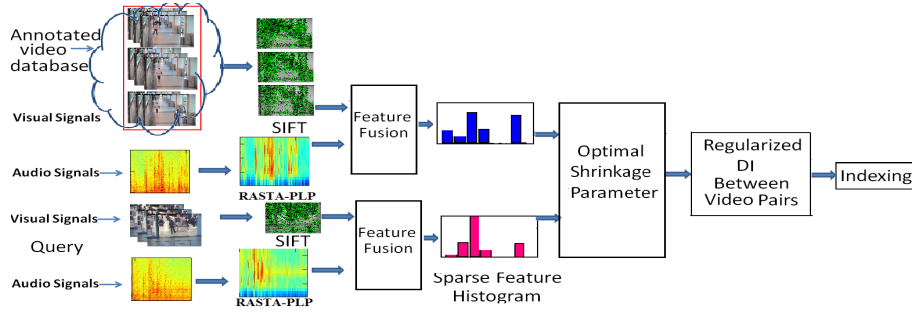 Annotated
video
database
Visual Signals
SIFT
Audio Signals
RASTA-PLP
Feature
Fusion
Visual Signals
Query
SIFT
Audio Signals
RASTA-PLP
Feature
Fusion
Sparse Feature
Histogram
Optimal
Shrinkage
Parameter
Regularized
DI
Between
Video Pairs
Indexing